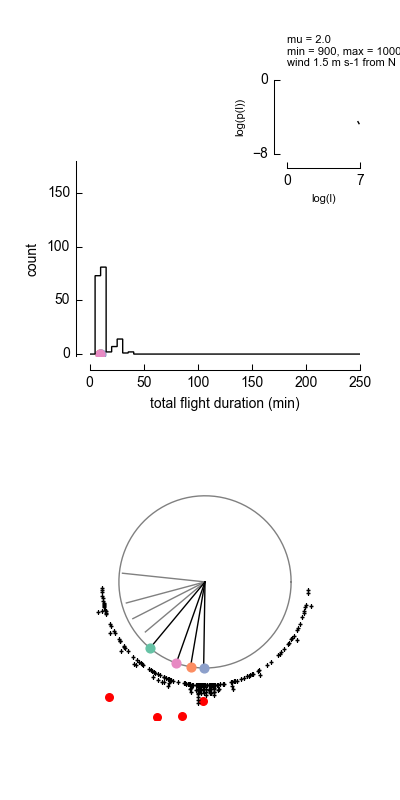 mu = 2.0
min = 900, max = 1000
wind 1.5 m s-1 from N
0
−8
log(p(l))
0
7
log(l)
150
100
50
0
count
0
50
100
150
200
250
total flight duration (min)